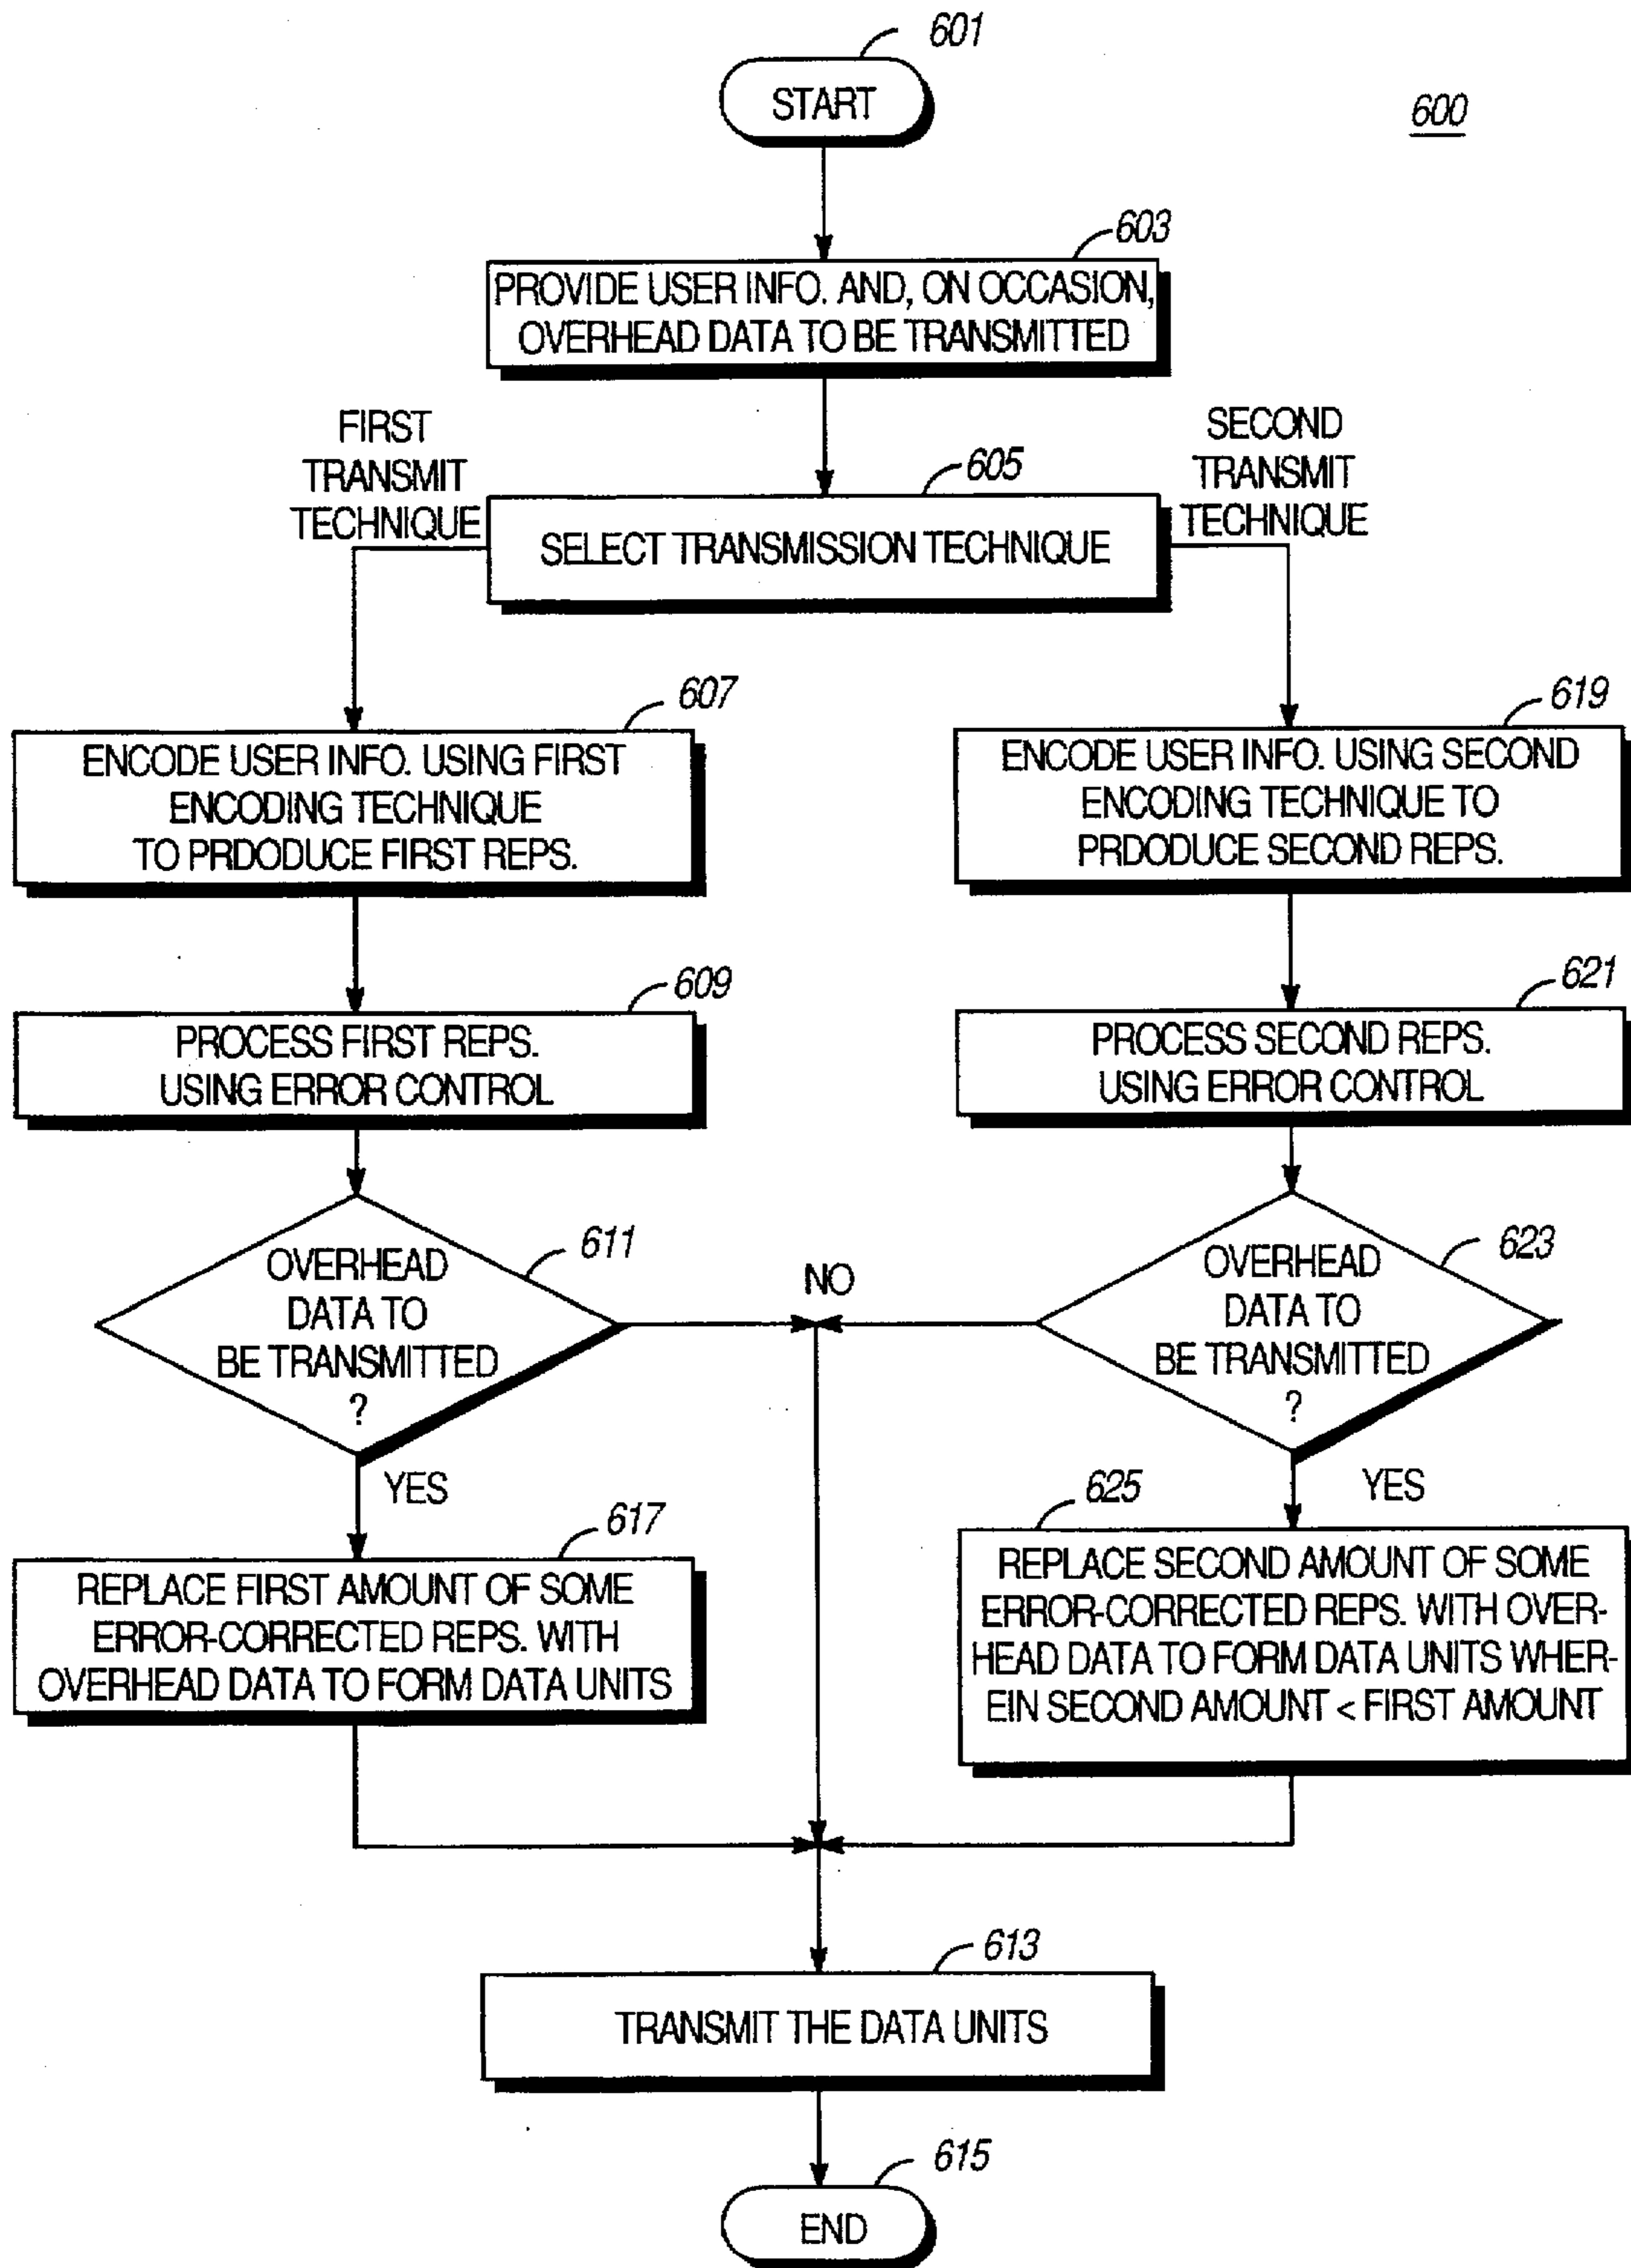 601
START
600
603
PROVIDE USER INFO. AND, ON OCCASION,
OVERHEAD DATA TO BE TRANSMITTED
FIRST
TRANSMIT
TECHNIQUE
SECOND
TRANSMIT
TECHNIQUE
605
SELECT TRANSMISSION TECHNIQUE
607
ENCODE USER INFO. USING FIRST
ENCODING TECHNIQUE
TO PRDODUCE FIRST REPS.
619
ENCODE USER INFO. USING SECOND
ENCODING TECHNIQUE TO
PRDODUCE SECOND REPS.
609
PROCESS FIRST REPS.
USING ERROR CONTROL
621
PROCESS SECOND REPS.
USING ERROR CONTROL
611
OVERHEAD
DATA TO
BE TRANSMITTED
?
NO
623
OVERHEAD
DATA TO
BE TRANSMITTED
?
YES
617
REPLACE FIRST AMOUNT OF SOME
ERROR-CORRECTED REPS. WITH
OVERHEAD DATA TO FORM DATA UNITS
YES
625
REPLACE SECOND AMOUNT OF SOME
ERROR-CORRECTED REPS. WITH OVER-
HEAD DATA TO FORM DATA UNITS WHER-
EIN SECOND AMOUNT < FIRST AMOUNT
613
TRANSMIT THE DATA UNITS
615
END